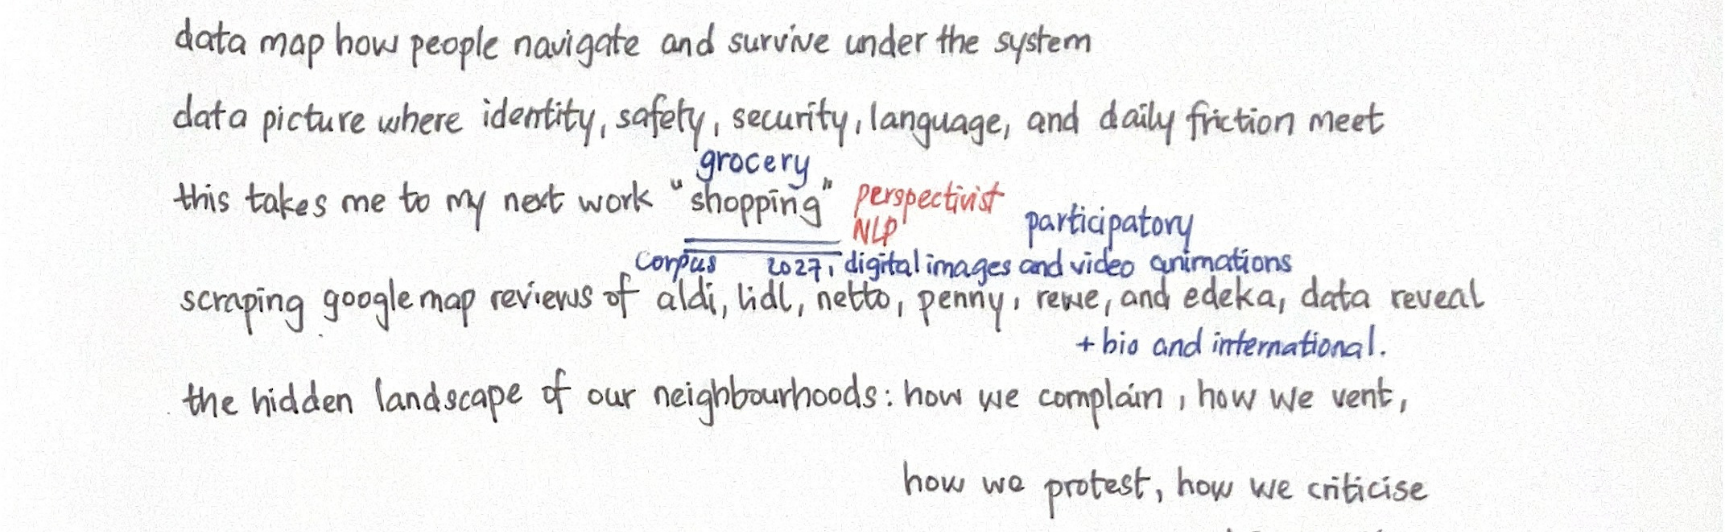 data map how people navigate and survive under the system
data picture where identity, safety, security, language, and daily friction meet
grocery
this takes me to my next work "shopping" perspectivist
NLP participatory
corpus 2027, digital images and video animations
scraping google map reviews of aldi, lidl, netto, penny, rewe, and edeka, data reveal
+ bio and international.
the hidden landscape of our neighbourhoods: how we complain, how we vent,
how we protest, how we criticise